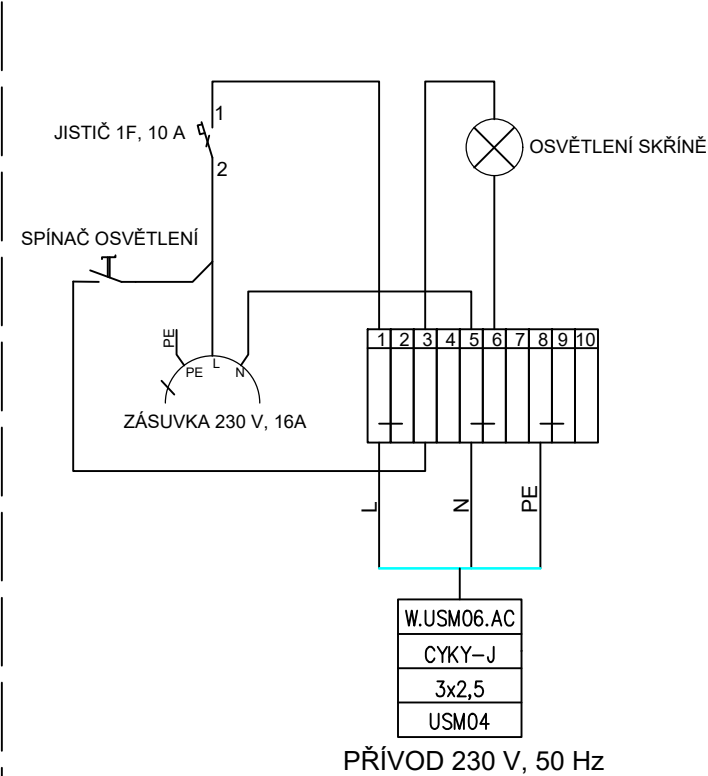 1
JISTIČ 1F, 10 A
2
OSVĚTLENÍ SKŘÍNĚ
SPÍNAČ OSVĚTLENÍ
PE
PE
L
N
ZÁSUVKA 230 V, 16A
1 2 3 4 5 6 7 8 9 10
L
N
PE
W.USM06.AC
CYKY-J
3x2,5
USM04
PŘÍVOD 230 V, 50 Hz